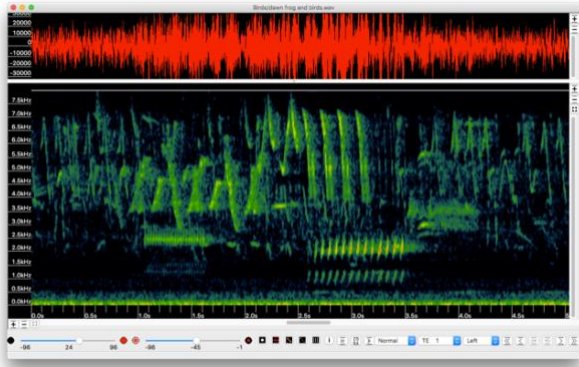 Birds/dawn frog and birds.wav
20000
10000
0
-10000
-20000
-30000
7.5kHz
7.0kHz
6.5kHz
6.0kHz
5.5kHz
5.0kHz
4.5kHz
4.0kHz
3.5kHz
3.0kHz
2.5kHz
2.0kHz
1.5kHz
1.0kHz
0.5kHz
0.0kHz
0.0s 0.5s 1.0s 1.5s 2.0s 2.5s 3.0s 3.5s 4.0s 4.5s
Normal TE 1 Left
-96 24 96 -96 -45 -1